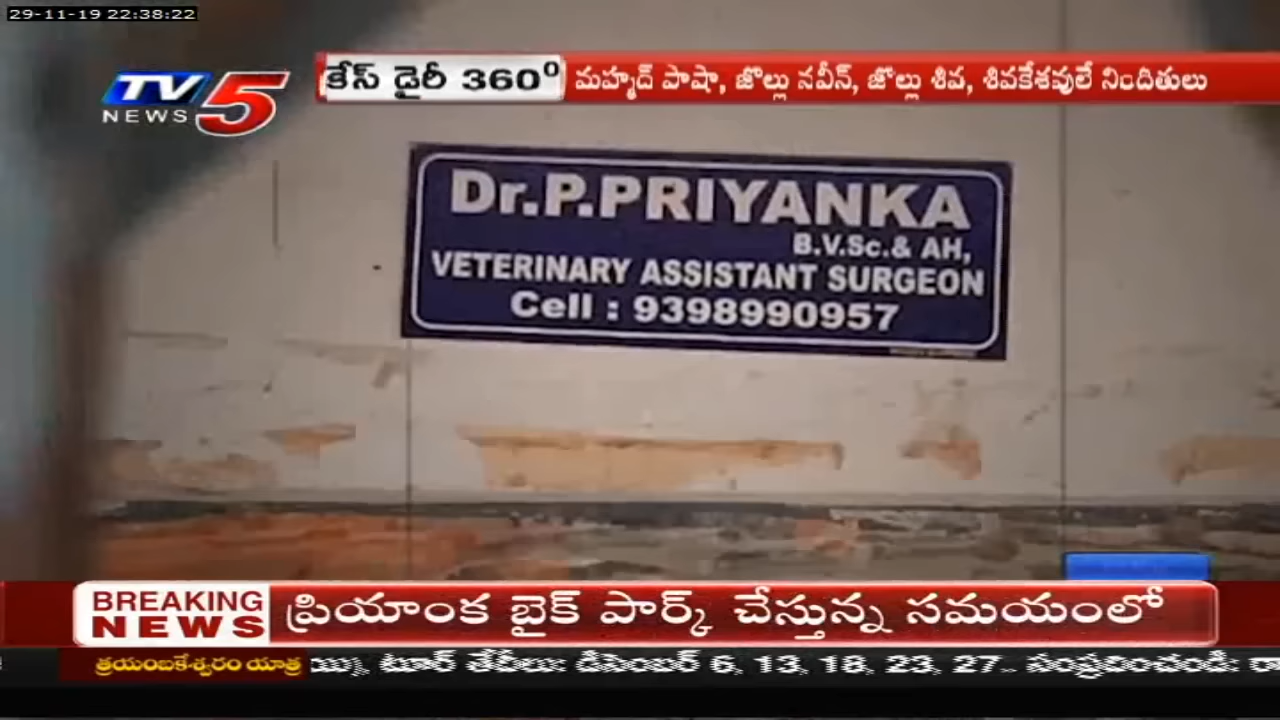 29-11-19 22:38:22
TV5 NEWS
కేస్ డైరీ 360⁰ మహ్మద్ పాషా, జొల్లు నవీన్, జొల్లు శివ, శివకేశవులే నిందితులు
Dr.P.PRIYANKA
B.V.Sc.& AH,
VETERINARY ASSISTANT SURGEON
Cell : 9398990957
BREAKING NEWS ప్రియాంక బైక్ పార్క్ చేస్తున్న సమయంలో
త్రయంబకేశ్వరం యాత్ర టూర్ తేదీలు: డిసెంబర్ 6, 13, 18, 23, 27.. సంప్రదించండి: